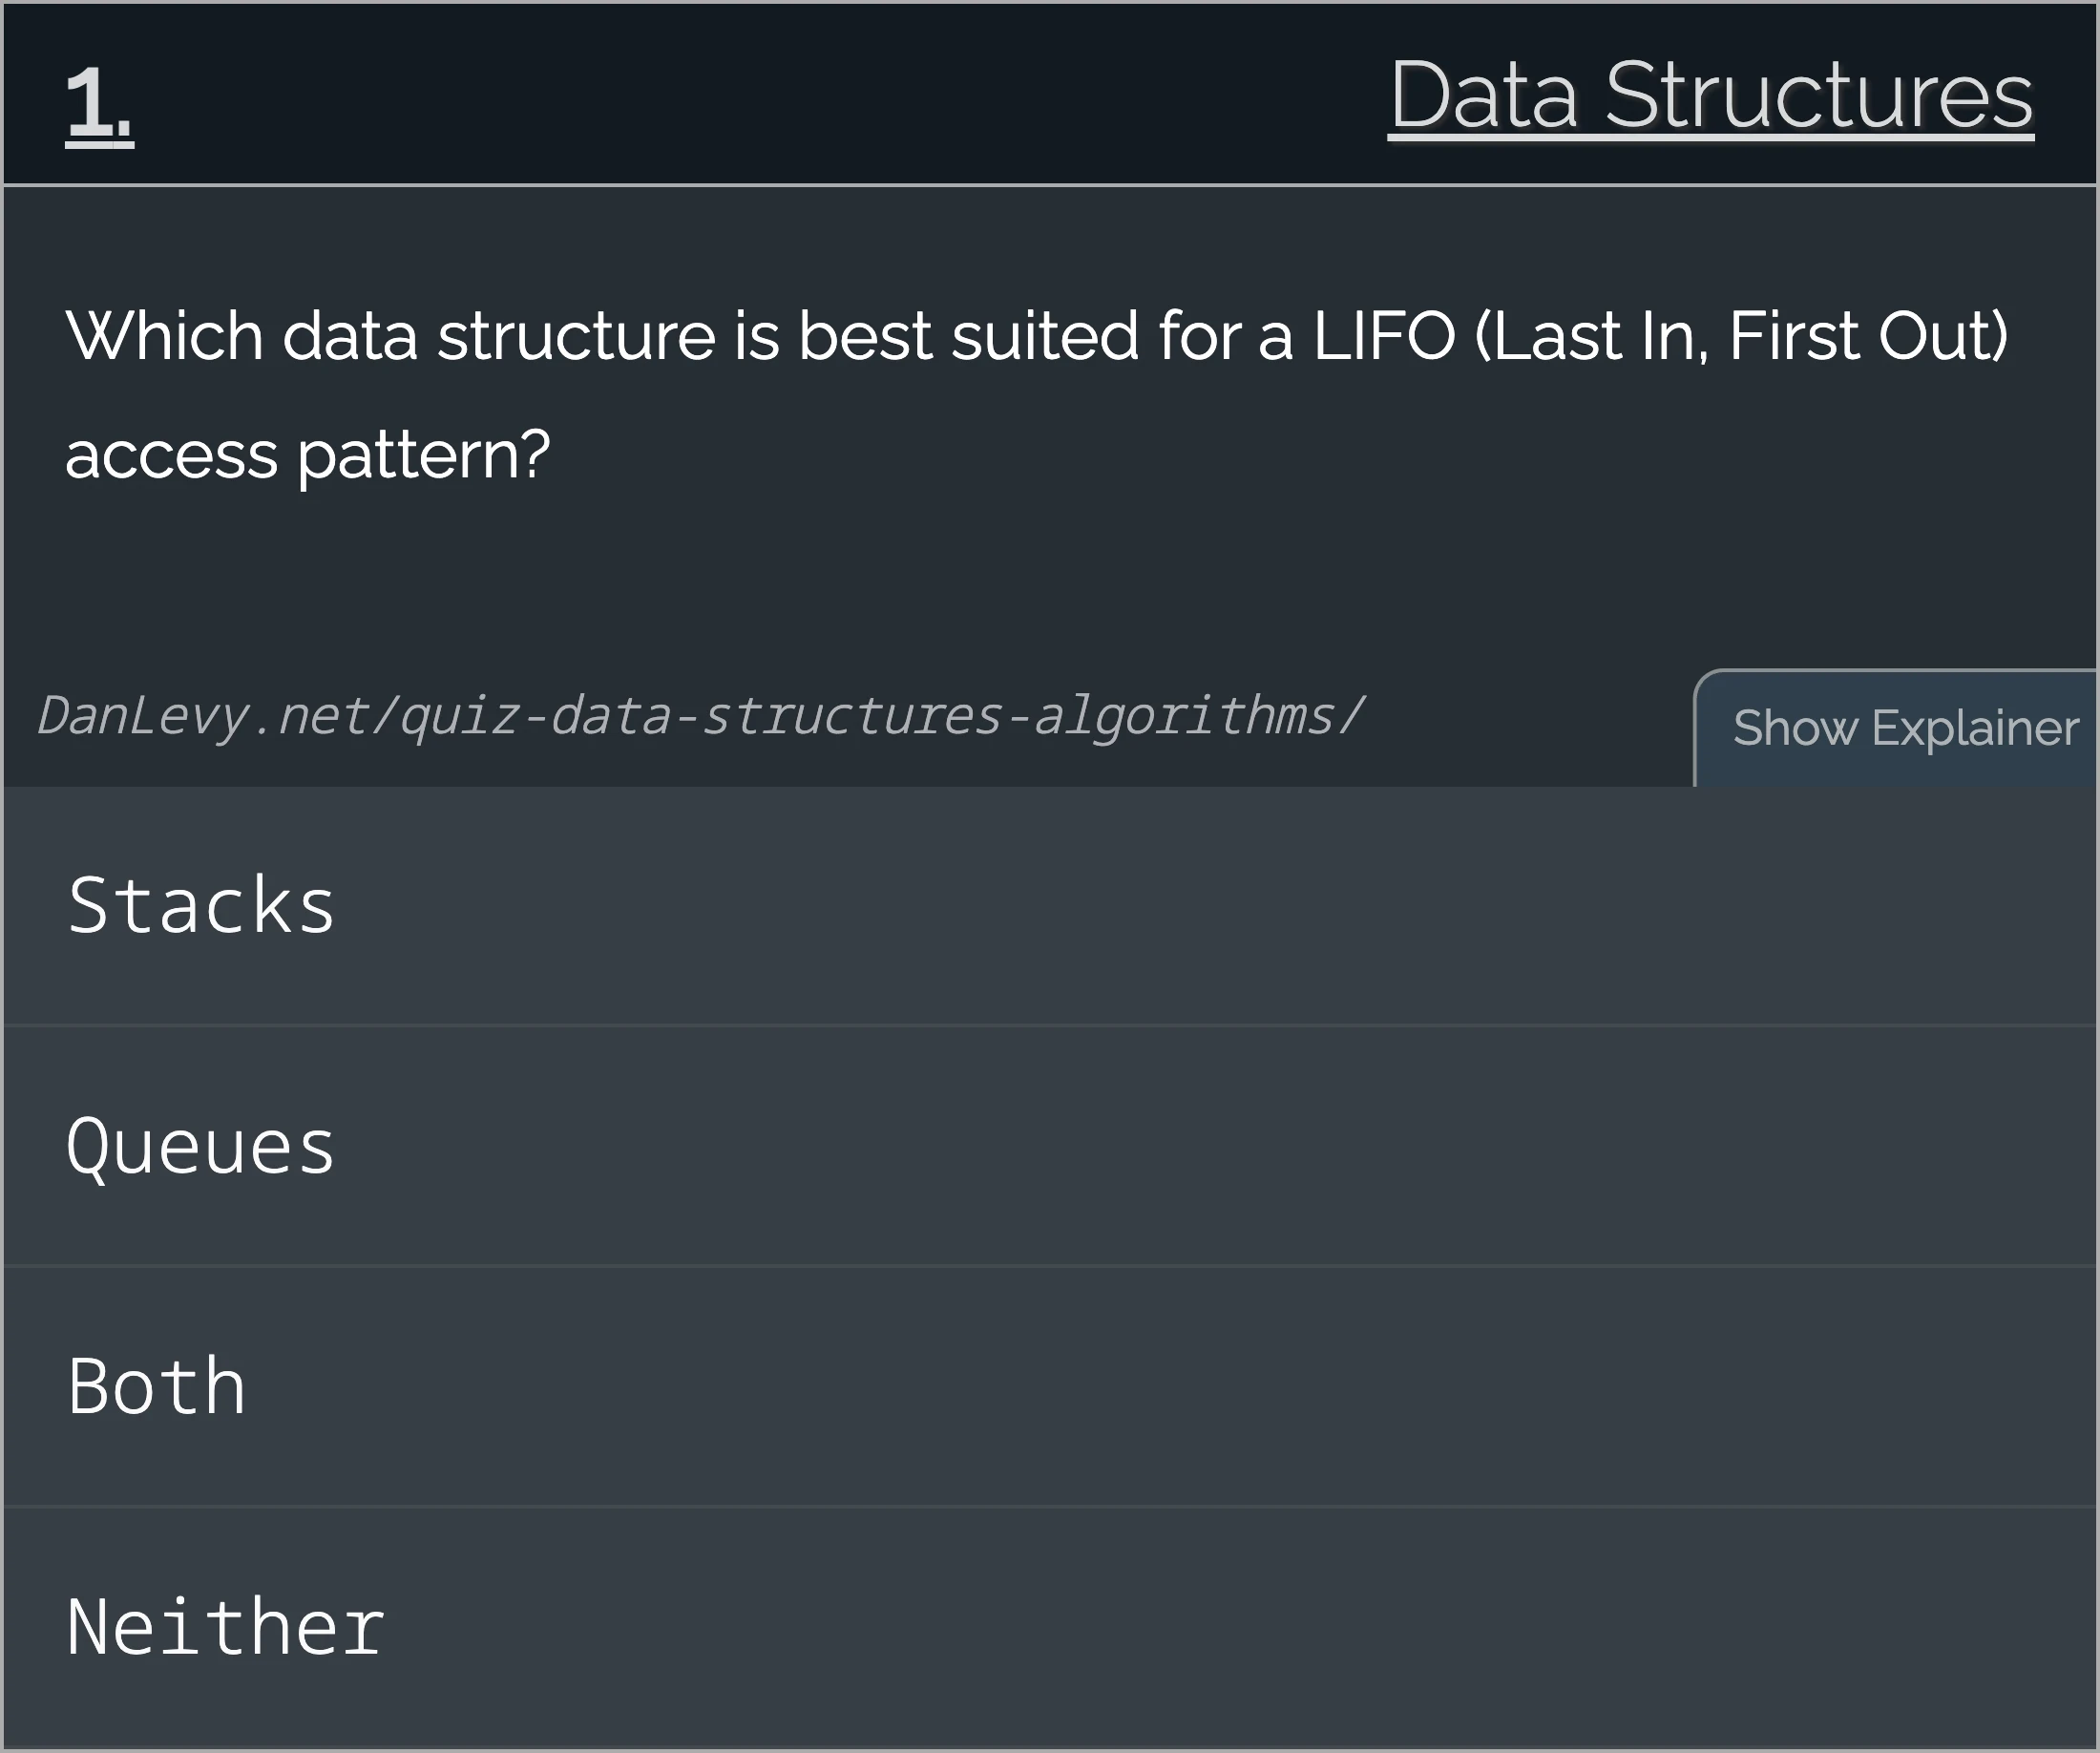 1.
Data Structures
Which data structure is best suited for a LIFO (Last In, First Out)
access pattern?
DanLevy.net/quiz-data-structures-algorithms/
Show Explainer
Stacks
Queues
Both
Neither